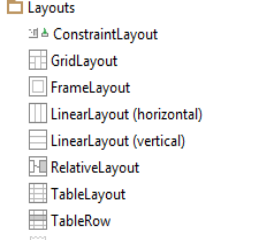 Layouts
ConstraintLayout
GridLayout
FrameLayout
LinearLayout (horizontal)
LinearLayout (vertical)
RelativeLayout
TableLayout
TableRow